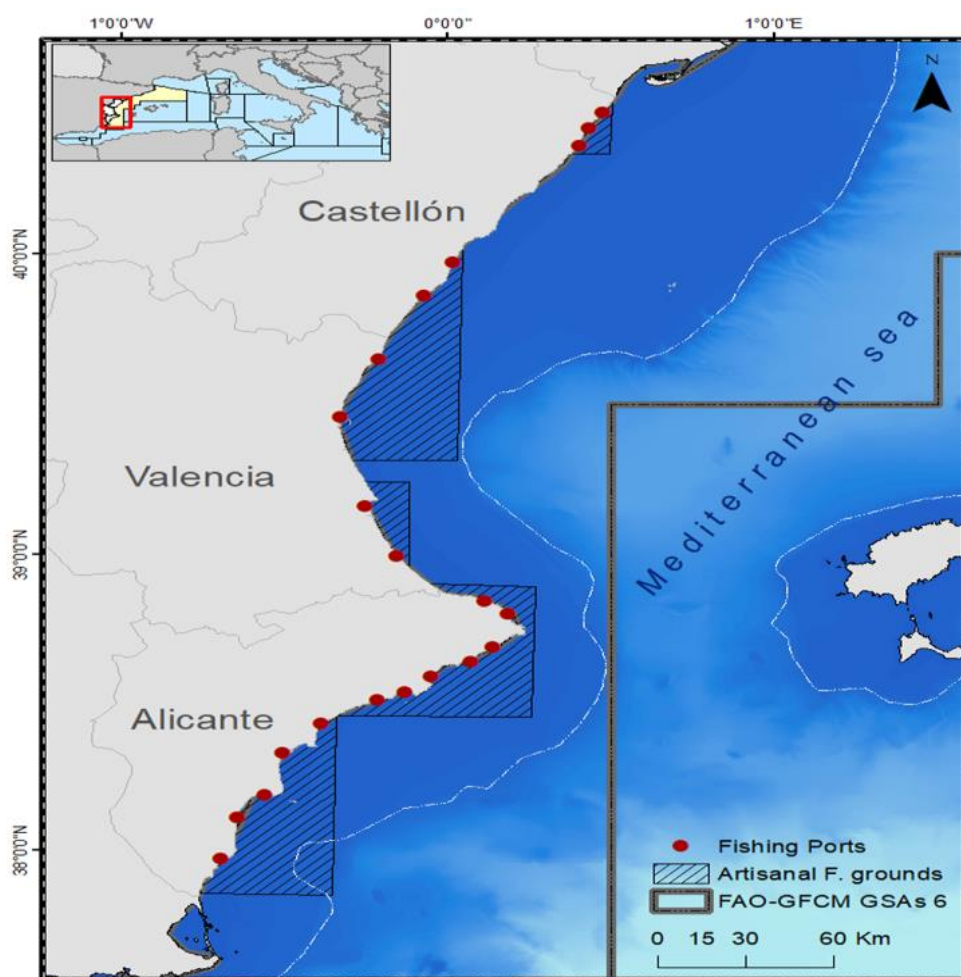 1°0'0"W
0°0'0"
1°0'0"E
N
Castellón
40°0'0"N
Mediterranean sea
Valencia
39°0'0"N
Alicante
38°0'0"N
Fishing Ports
Artisanal F. grounds
FAO-GFCM GSAs 6
0 15 30 60 Km